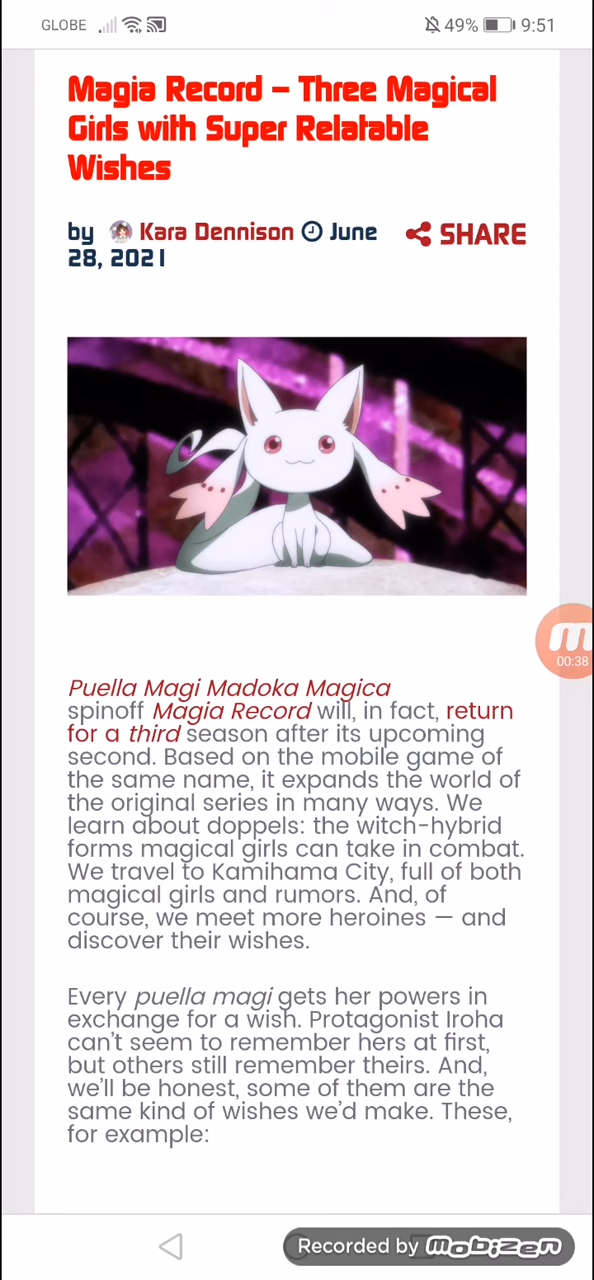 GLOBE 49% 9:51
Magia Record – Three Magical
Girls with Super Relatable
Wishes
by Kara Dennison June
28, 2021
SHARE
Puella Magi Madoka Magica
spinoff Magia Record will, in fact, return
for a third season after its upcoming
second. Based on the mobile game of
the same name, it expands the world of
the original series in many ways. We
learn about doppels: the witch-hybrid
forms magical girls can take in combat.
We travel to Kamihama City, full of both
magical girls and rumors. And, of
course, we meet more heroines — and
discover their wishes.
Every puella magi gets her powers in
exchange for a wish. Protagonist Iroha
can’t seem to remember hers at first,
but others still remember theirs. And,
we’ll be honest, some of them are the
same kind of wishes we’d make. These,
for example:
m
00:38
Recorded by mobizen